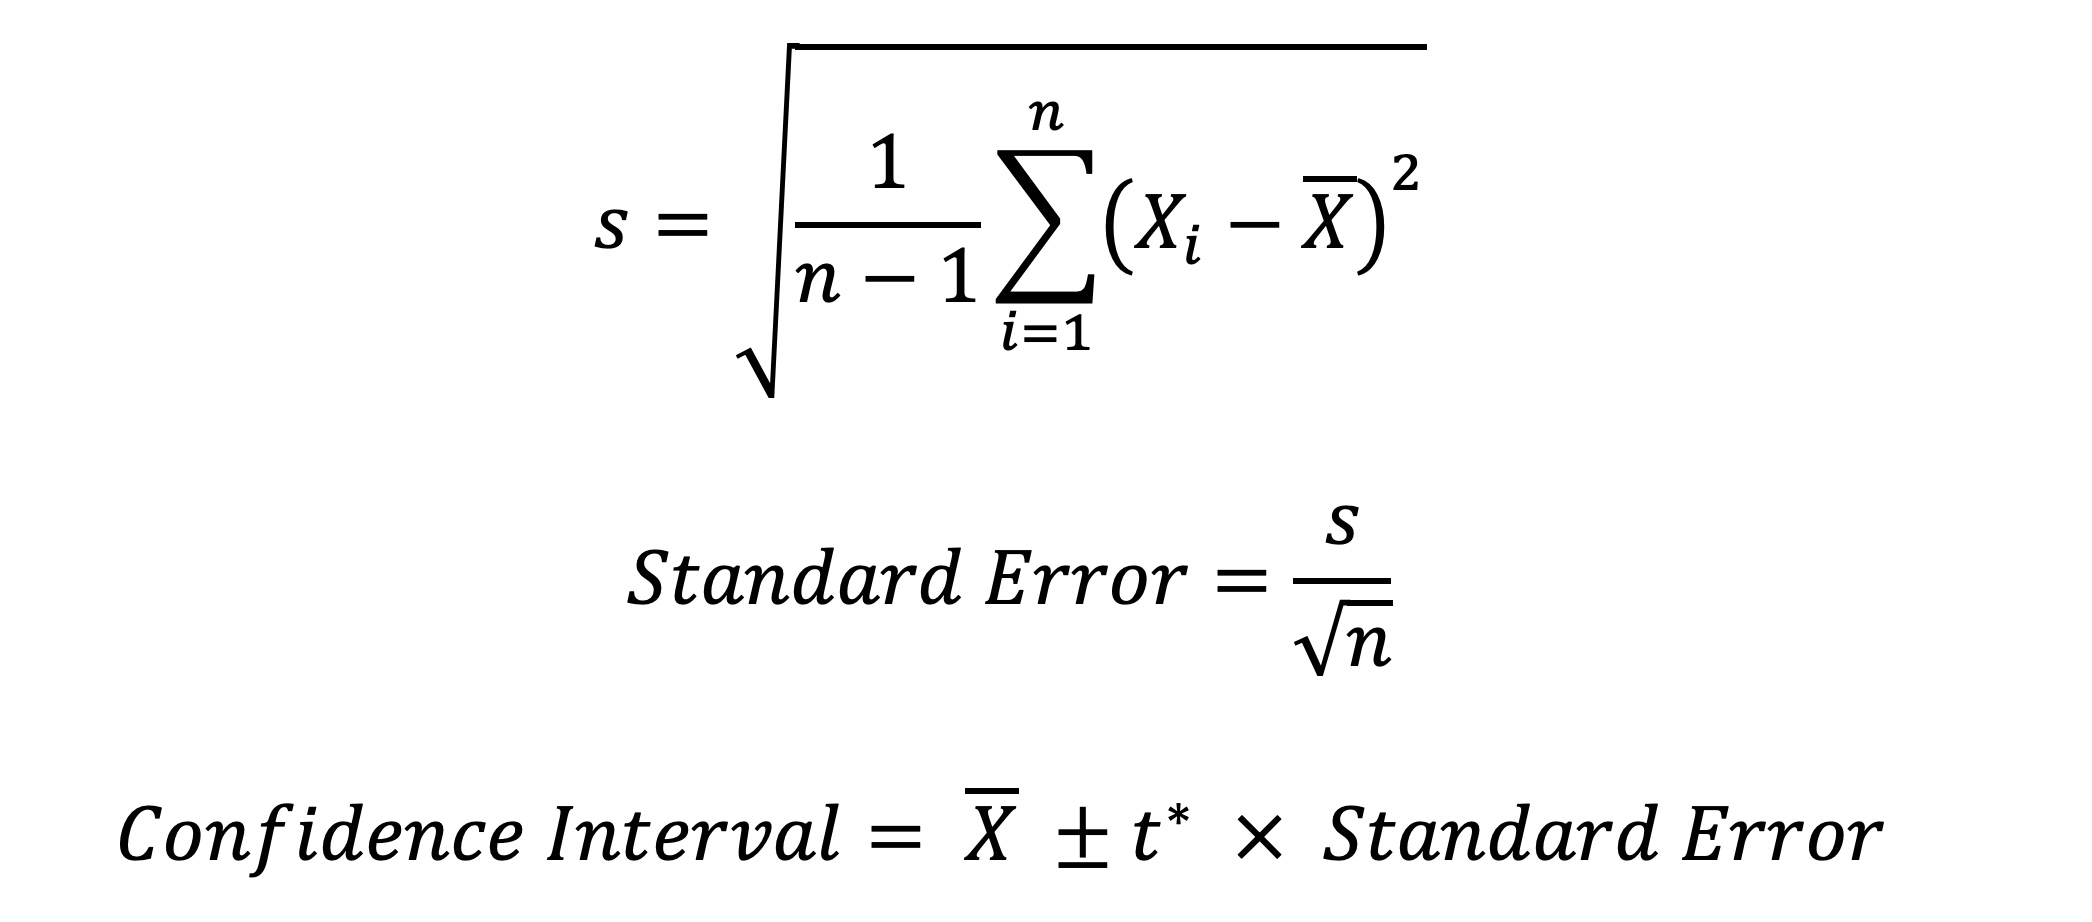 s = √(1/(n − 1) ∑_{i=1}^{n} (X_i − X̅)²)
Standard Error = s/√n
Confidence Interval = X̅ ± t* × Standard Error